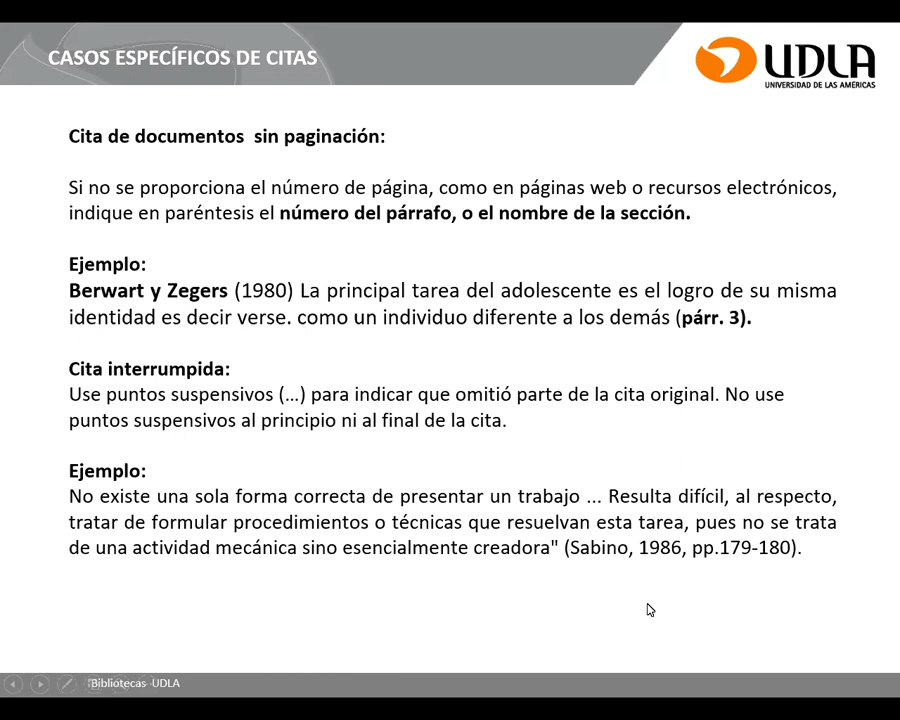 CASOS ESPECÍFICOS DE CITAS
UDLA
UNIVERSIDAD DE LAS AMÉRICAS
Cita de documentos sin paginación:
Si no se proporciona el número de página, como en páginas web o recursos electrónicos,
indique en paréntesis el número del párrafo, o el nombre de la sección.
Ejemplo:
Berwart y Zegers (1980) La principal tarea del adolescente es el logro de su misma
identidad es decir verse. como un individuo diferente a los demás (párr. 3).
Cita interrumpida:
Use puntos suspensivos (...) para indicar que omitió parte de la cita original. No use
puntos suspensivos al principio ni al final de la cita.
Ejemplo:
No existe una sola forma correcta de presentar un trabajo ... Resulta difícil, al respecto,
tratar de formular procedimientos o técnicas que resuelvan esta tarea, pues no se trata
de una actividad mecánica sino esencialmente creadora" (Sabino, 1986, pp.179-180).
Bibliotecas UDLA